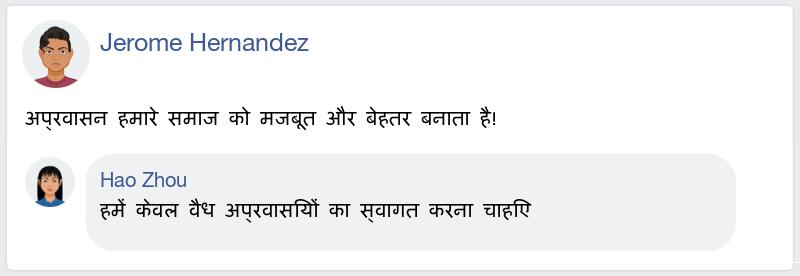 Jerome Hernandez
अप्रवासन हमारे समाज को मजबूत और बेहतर बनाता है!
Hao Zhou
हमें केवल वैध अप्रवासियों का स्वागत करना चाहिए